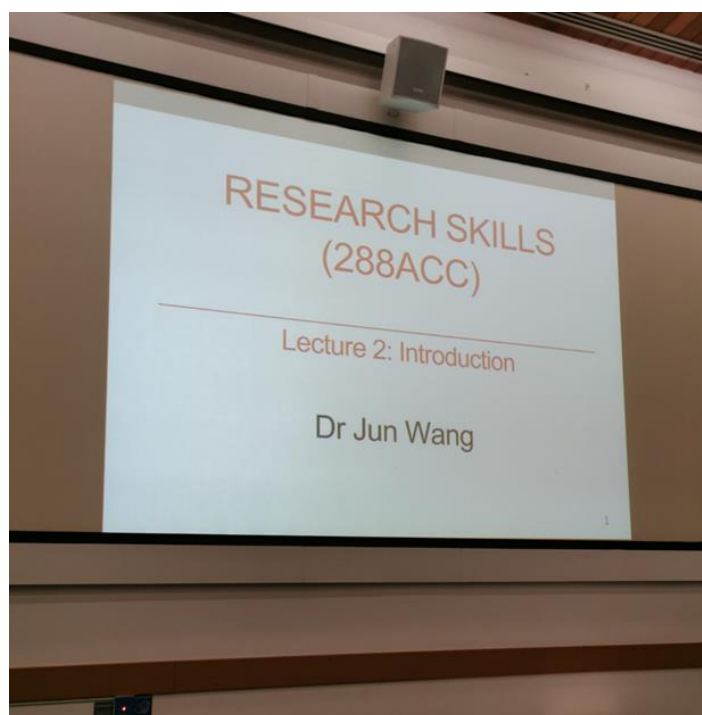 RESEARCH SKILLS
(288ACC)
Lecture 2: Introduction
Dr Jun Wang
1